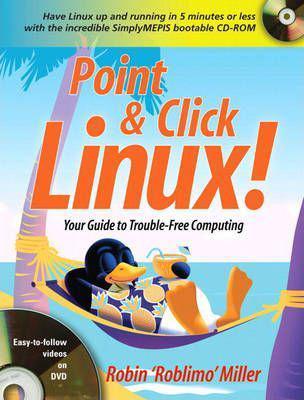 Have Linux up and running in 5 minutes or less
with the incredible SimplyMEPIS bootable CD-ROM
Point
& Click
Linux!
Your Guide to Trouble-Free Computing
Easy-to-follow
videos
on
DVD
Robin 'Roblimo' Miller